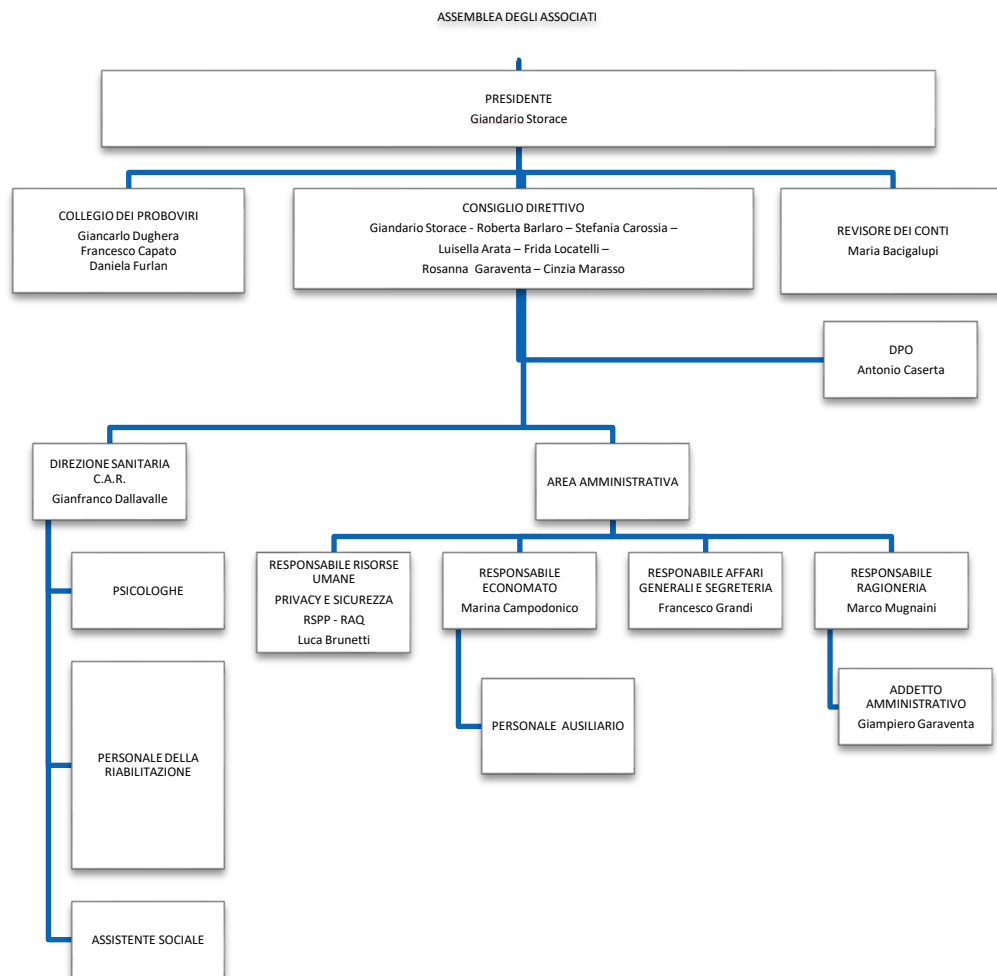 ASSEMBLEA DEGLI ASSOCIATI
PRESIDENTE
Giandario Storace
COLLEGIO DEI PROBOVIRI
Giancarlo Dughera
Francesco Capato
Daniela Furlan
CONSIGLIO DIRETTIVO
Giandario Storace - Roberta Barlaro – Stefania Carossia –
Luisella Arata – Frida Locatelli –
Rosanna Garaventa – Cinzia Marasso
REVISORE DEI CONTI
Maria Bacigalupi
DPO
Antonio Caserta
DIREZIONE SANITARIA
C.A.R.
Gianfranco Dallavalle
AREA AMMINISTRATIVA
PSICOLOGHE
PERSONALE DELLA
RIABILITAZIONE
ASSISTENTE SOCIALE
RESPONSABILE RISORSE
UMANE
PRIVACY E SICUREZZA
RSPP - RAQ
Luca Brunetti
RESPONSABILE
ECONOMATO
Marina Campodonico
PERSONALE AUSILIARIO
RESPONABILE AFFARI
GENERALI E SEGRETERIA
Francesco Grandi
RESPONSABILE
RAGIONERIA
Marco Mugnaini
ADDETTO
AMMINISTRATIVO
Giampiero Garaventa